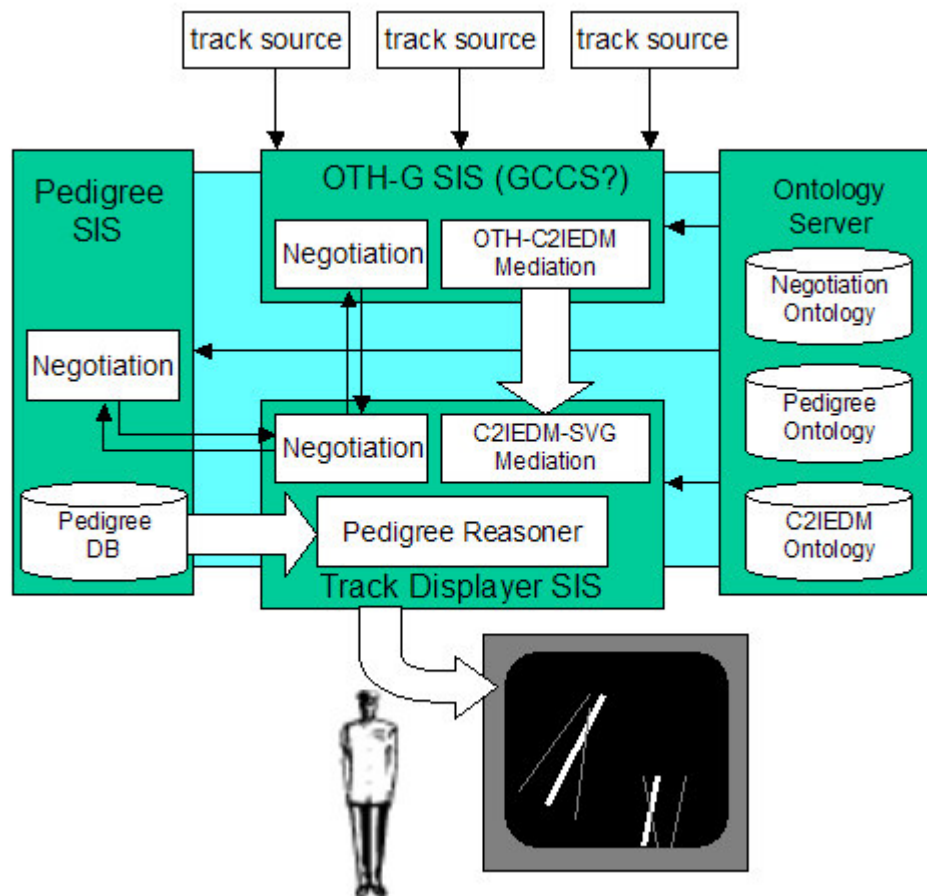 track source
track source
track source
Pedigree
SIS
Negotiation
Pedigree
DB
OTH-G SIS (GCCS?)
Negotiation
OTH-C2IEDM
Mediation
Negotiation
C2IEDM-SVG
Mediation
Pedigree Reasoner
Track Displayer SIS
Ontology
Server
Negotiation
Ontology
Pedigree
Ontology
C2IEDM
Ontology